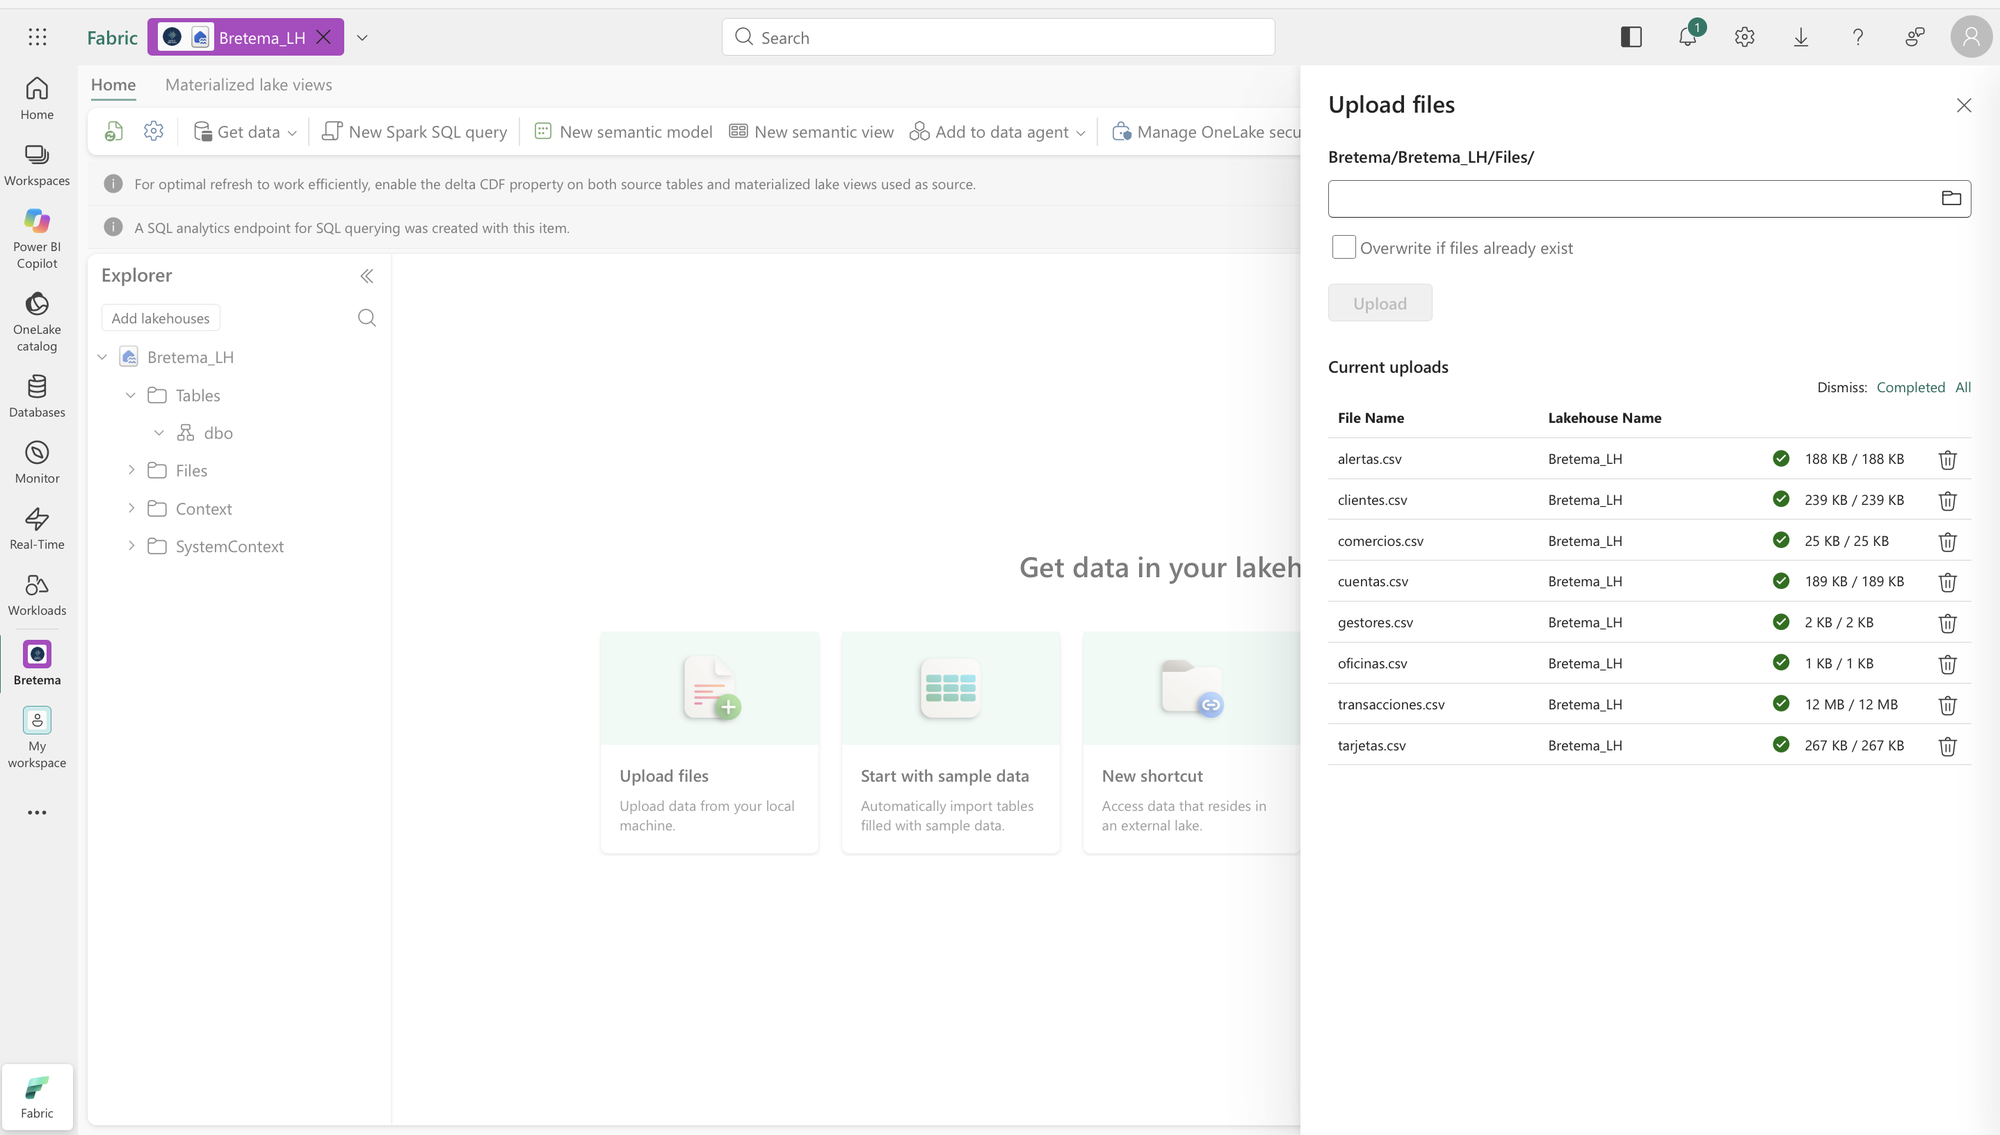 Fabric
Bretema_LH
Search
1
Home
Workspaces
Power BI
Copilot
OneLake
catalog
Databases
Monitor
Real-Time
Workloads
Bretema
My
workspace
Fabric
Home
Materialized lake views
Get data
New Spark SQL query
New semantic model
New semantic view
Add to data agent
Manage OneLake secu
For optimal refresh to work efficiently, enable the delta CDF property on both source tables and materialized lake views used as source.
A SQL analytics endpoint for SQL querying was created with this item.
Explorer
Add lakehouses
Bretema_LH
Tables
dbo
Files
Context
SystemContext
Get data in your lakeh
Upload files
Upload data from your local
machine.
Start with sample data
Automatically import tables
filled with sample data.
New shortcut
Access data that resides in
an external lake.
Upload files
Bretema/Bretema_LH/Files/
Overwrite if files already exist
Upload
Current uploads
Dismiss: Completed All
File Name Lakehouse Name
alertas.csv Bretema_LH 188 KB / 188 KB
clientes.csv Bretema_LH 239 KB / 239 KB
comercios.csv Bretema_LH 25 KB / 25 KB
cuentas.csv Bretema_LH 189 KB / 189 KB
gestores.csv Bretema_LH 2 KB / 2 KB
oficinas.csv Bretema_LH 1 KB / 1 KB
transacciones.csv Bretema_LH 12 MB / 12 MB
tarjetas.csv Bretema_LH 267 KB / 267 KB